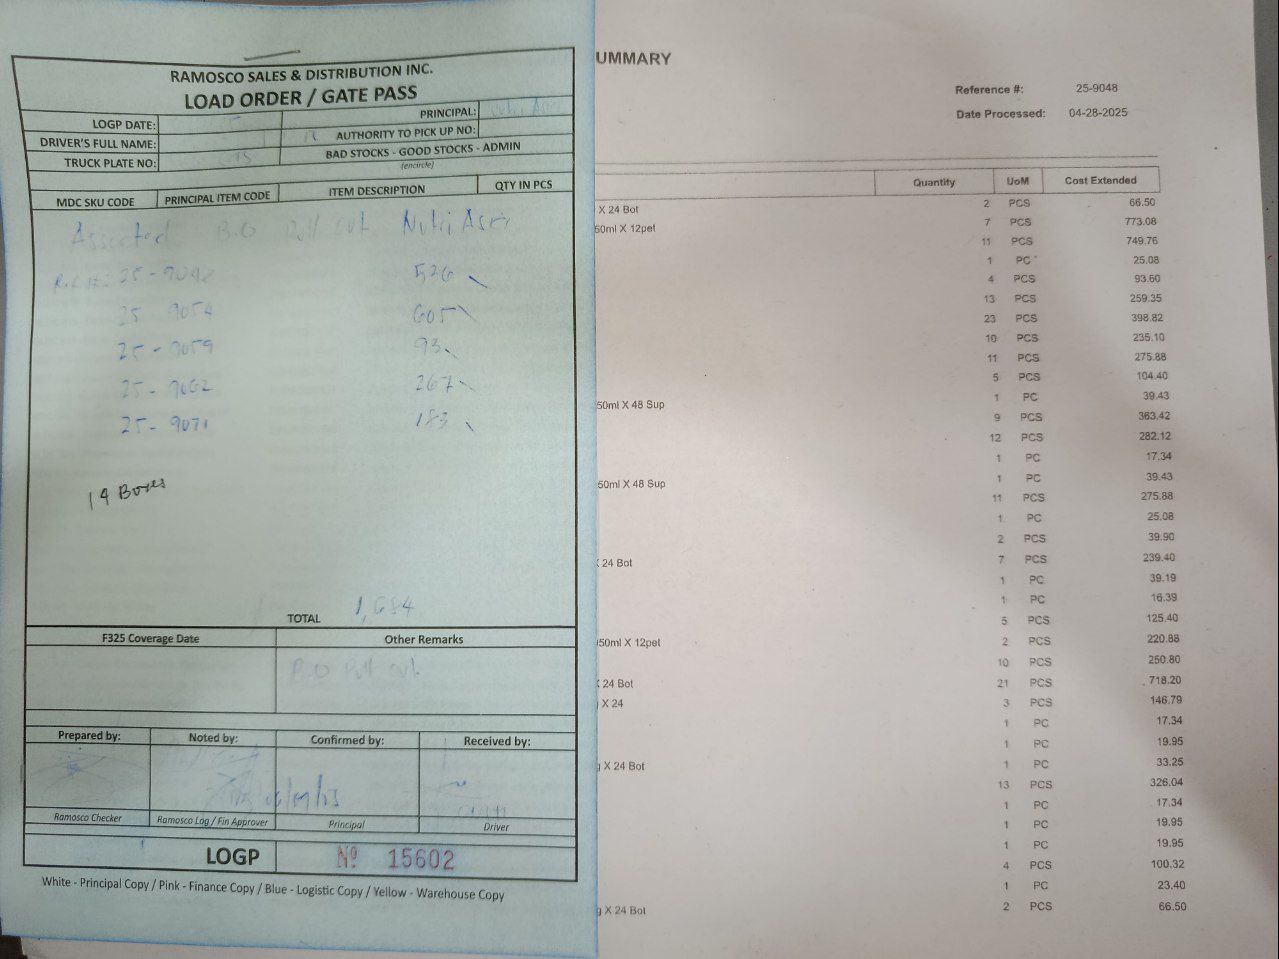 RAMOSCO SALES & DISTRIBUTION INC.
LOAD ORDER / GATE PASS
LOGP DATE:
PRINCIPAL:
DRIVER'S FULL NAME:
AUTHORITY TO PICK UP NO:
TRUCK PLATE NO:
BAD STOCKS - GOOD STOCKS - ADMIN
(encircle)
MDC SKU CODE PRINCIPAL ITEM CODE ITEM DESCRIPTION QTY IN PCS
Assorted B.O Pull out Nutri Asia
25-9048 526
25-9054 605
25-9059 93
25-9062 267
25-9071 183
19 Boxes
TOTAL 1,684
F325 Coverage Date Other Remarks
B.O Pull out
Prepared by: Noted by: Confirmed by: Received by:
Ramosco Checker Ramosco Log / Fin Approver Principal Driver
LOGP Nº 15602
White - Principal Copy / Pink - Finance Copy / Blue - Logistic Copy / Yellow - Warehouse Copy
UMMARY
Reference #: 25-9048
Date Processed: 04-28-2025
Quantity UoM Cost Extended
X 24 Bot 2 PCS 66.50
50ml X 12pet 7 PCS 773.08
11 PCS 749.76
1 PC 25.08
4 PCS 93.60
13 PCS 259.35
23 PCS 398.82
10 PCS 235.10
11 PCS 275.88
5 PCS 104.40
50ml X 48 Sup 1 PC 39.43
9 PCS 363.42
12 PCS 282.12
1 PC 17.34
50ml X 48 Sup 1 PC 39.43
11 PCS 275.88
1 PC 25.08
2 PCS 39.90
X 24 Bot 7 PCS 239.40
1 PC 39.19
1 PC 16.39
5 PCS 125.40
50ml X 12pet 2 PCS 220.88
10 PCS 250.80
X 24 Bot 21 PCS 718.20
X 24 3 PCS 146.79
1 PC 17.34
1 PC 19.95
g X 24 Bot 1 PC 33.25
13 PCS 326.04
1 PC 17.34
1 PC 19.95
1 PC 19.95
4 PCS 100.32
1 PC 23.40
g X 24 Bot 2 PCS 66.50